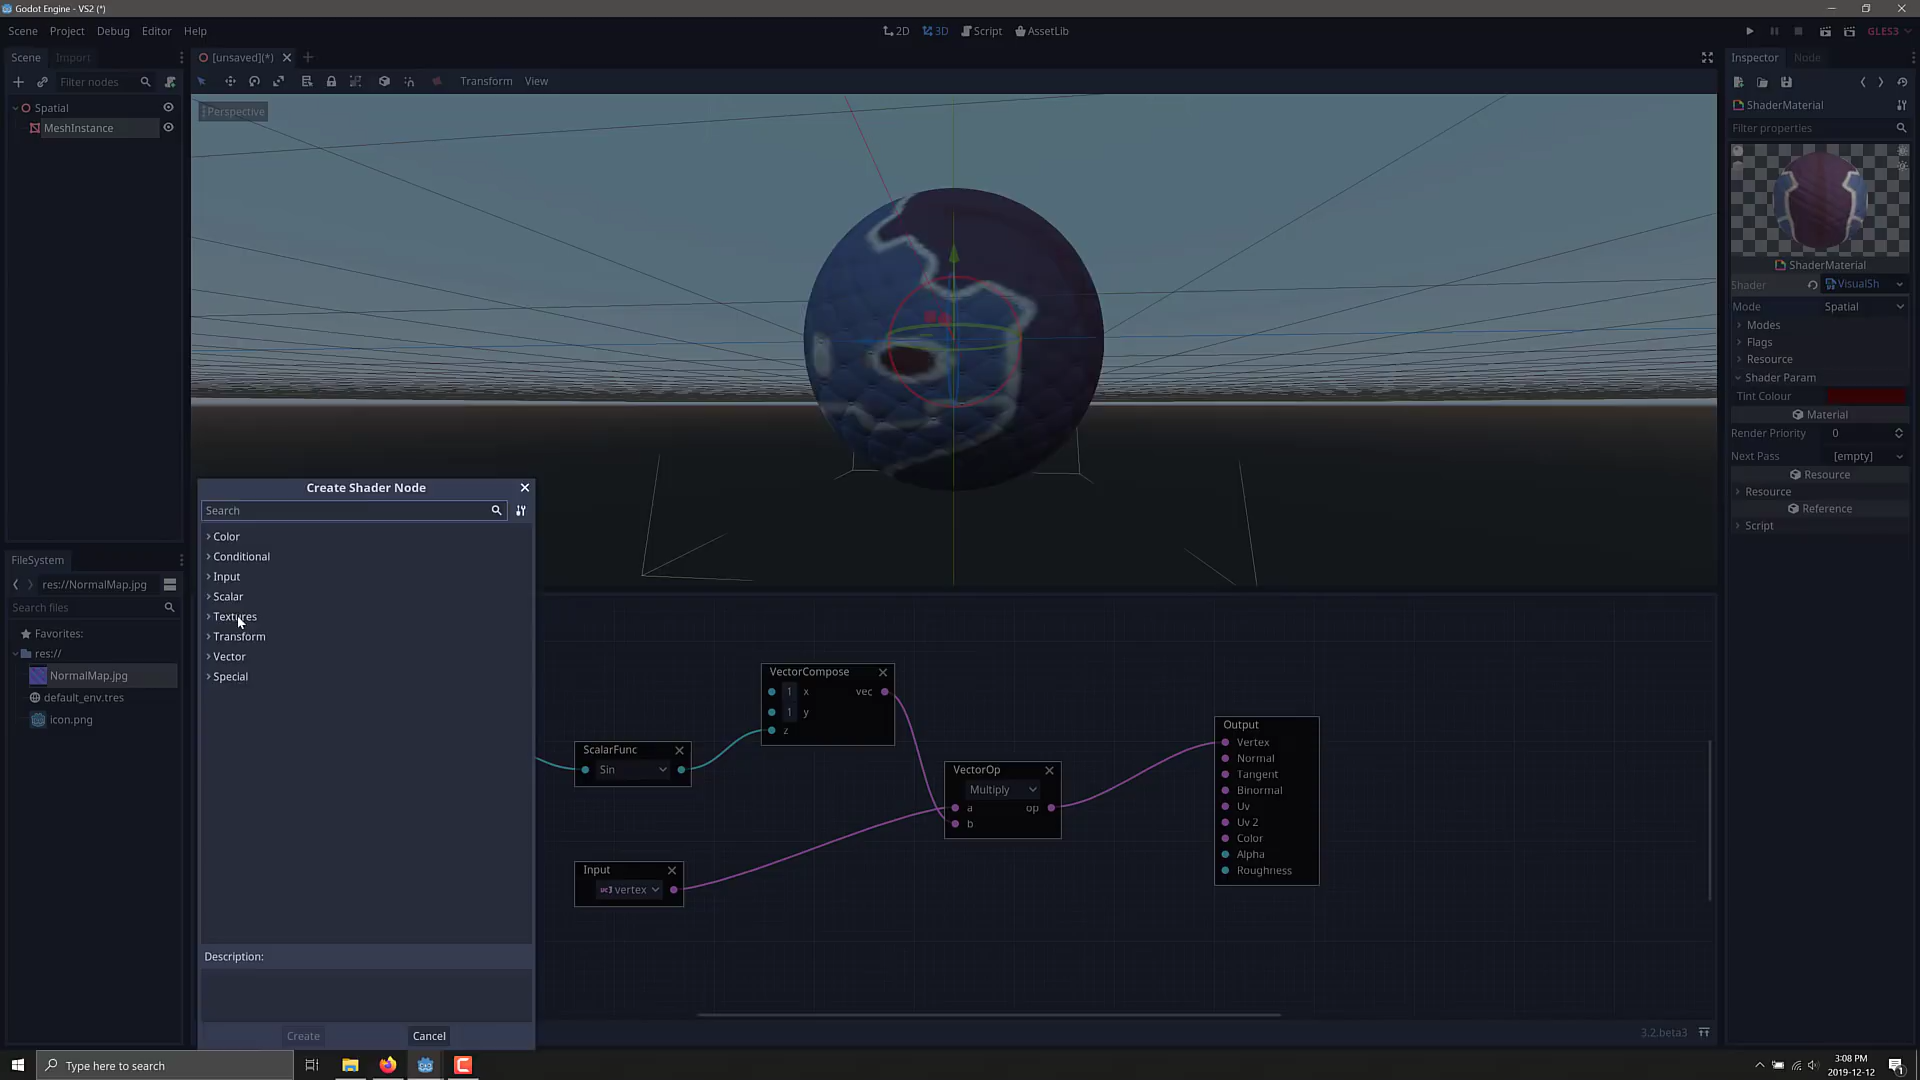 Godot Engine - VS2 (*)
Scene Project Debug Editor Help
2D 3D Script AssetLib
GLES3
Scene Import
[unsaved](*)
Inspector Node
Filter nodes
Transform View
Spatial
MeshInstance
Perspective
ShaderMaterial
Filter properties
ShaderMaterial
Shader VisualSh
Mode Spatial
Modes
Flags
Resource
Shader Param
Tint Colour
Material
Render Priority 0
Next Pass [empty]
Resource
Resource
Reference
Script
FileSystem
res://NormalMap.jpg
Search files
Favorites:
res://
NormalMap.jpg
default_env.tres
icon.png
Create Shader Node
Search
Color
Conditional
Input
Scalar
Textures
Transform
Vector
Special
Description:
Create Cancel
ScalarFunc
Sin
VectorCompose
1 x vec
1 y
z
Input
vertex
VectorOp
Multiply
a op
b
Output
Vertex
Normal
Tangent
Binormal
Uv
Uv 2
Color
Alpha
Roughness
3.2.beta3
Type here to search
3:08 PM
2019-12-12